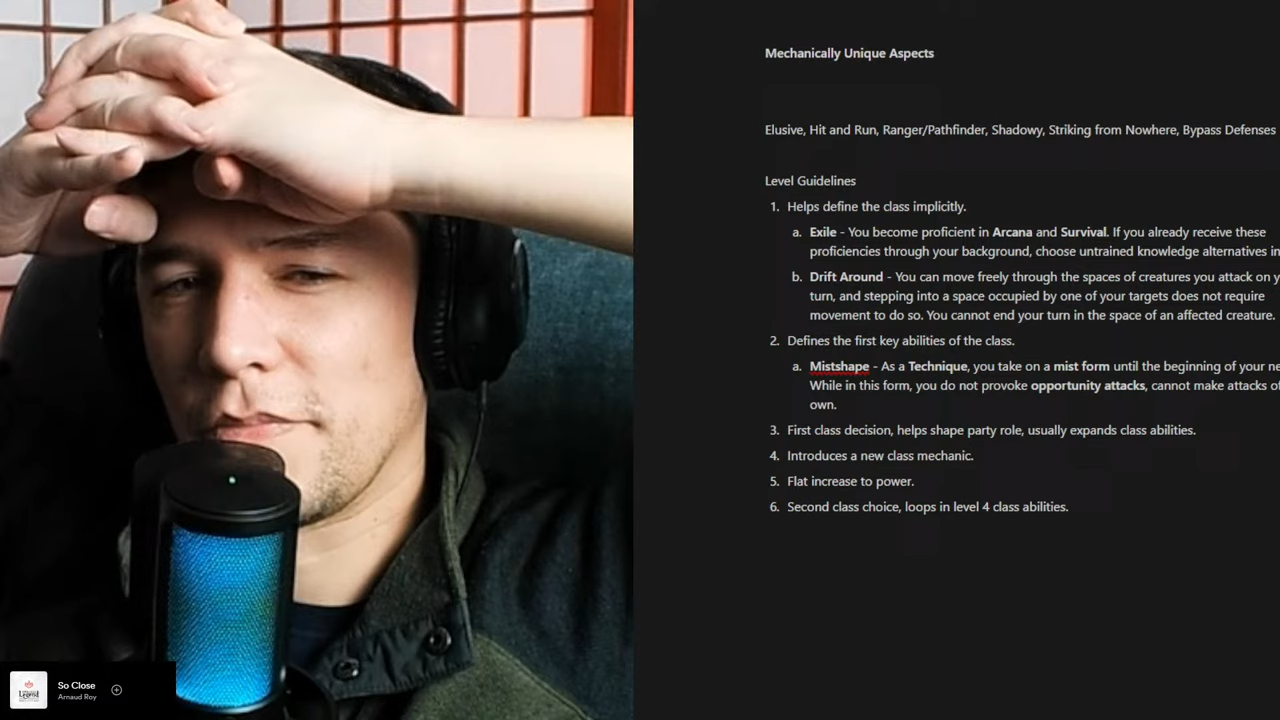 Mechanically Unique Aspects
Elusive, Hit and Run, Ranger/Pathfinder, Shadowy, Striking from Nowhere, Bypass Defenses
Level Guidelines
1. Helps define the class implicitly.
a. Exile - You become proficient in Arcana and Survival. If you already receive these
proficiencies through your background, choose untrained knowledge alternatives in
b. Drift Around - You can move freely through the spaces of creatures you attack on y
turn, and stepping into a space occupied by one of your targets does not require
movement to do so. You cannot end your turn in the space of an affected creature.
2. Defines the first key abilities of the class.
a. Mistshape - As a Technique, you take on a mist form until the beginning of your ne
While in this form, you do not provoke opportunity attacks, cannot make attacks of
own.
3. First class decision, helps shape party role, usually expands class abilities.
4. Introduces a new class mechanic.
5. Flat increase to power.
6. Second class choice, loops in level 4 class abilities.
Legend
So Close
Arnaud Roy